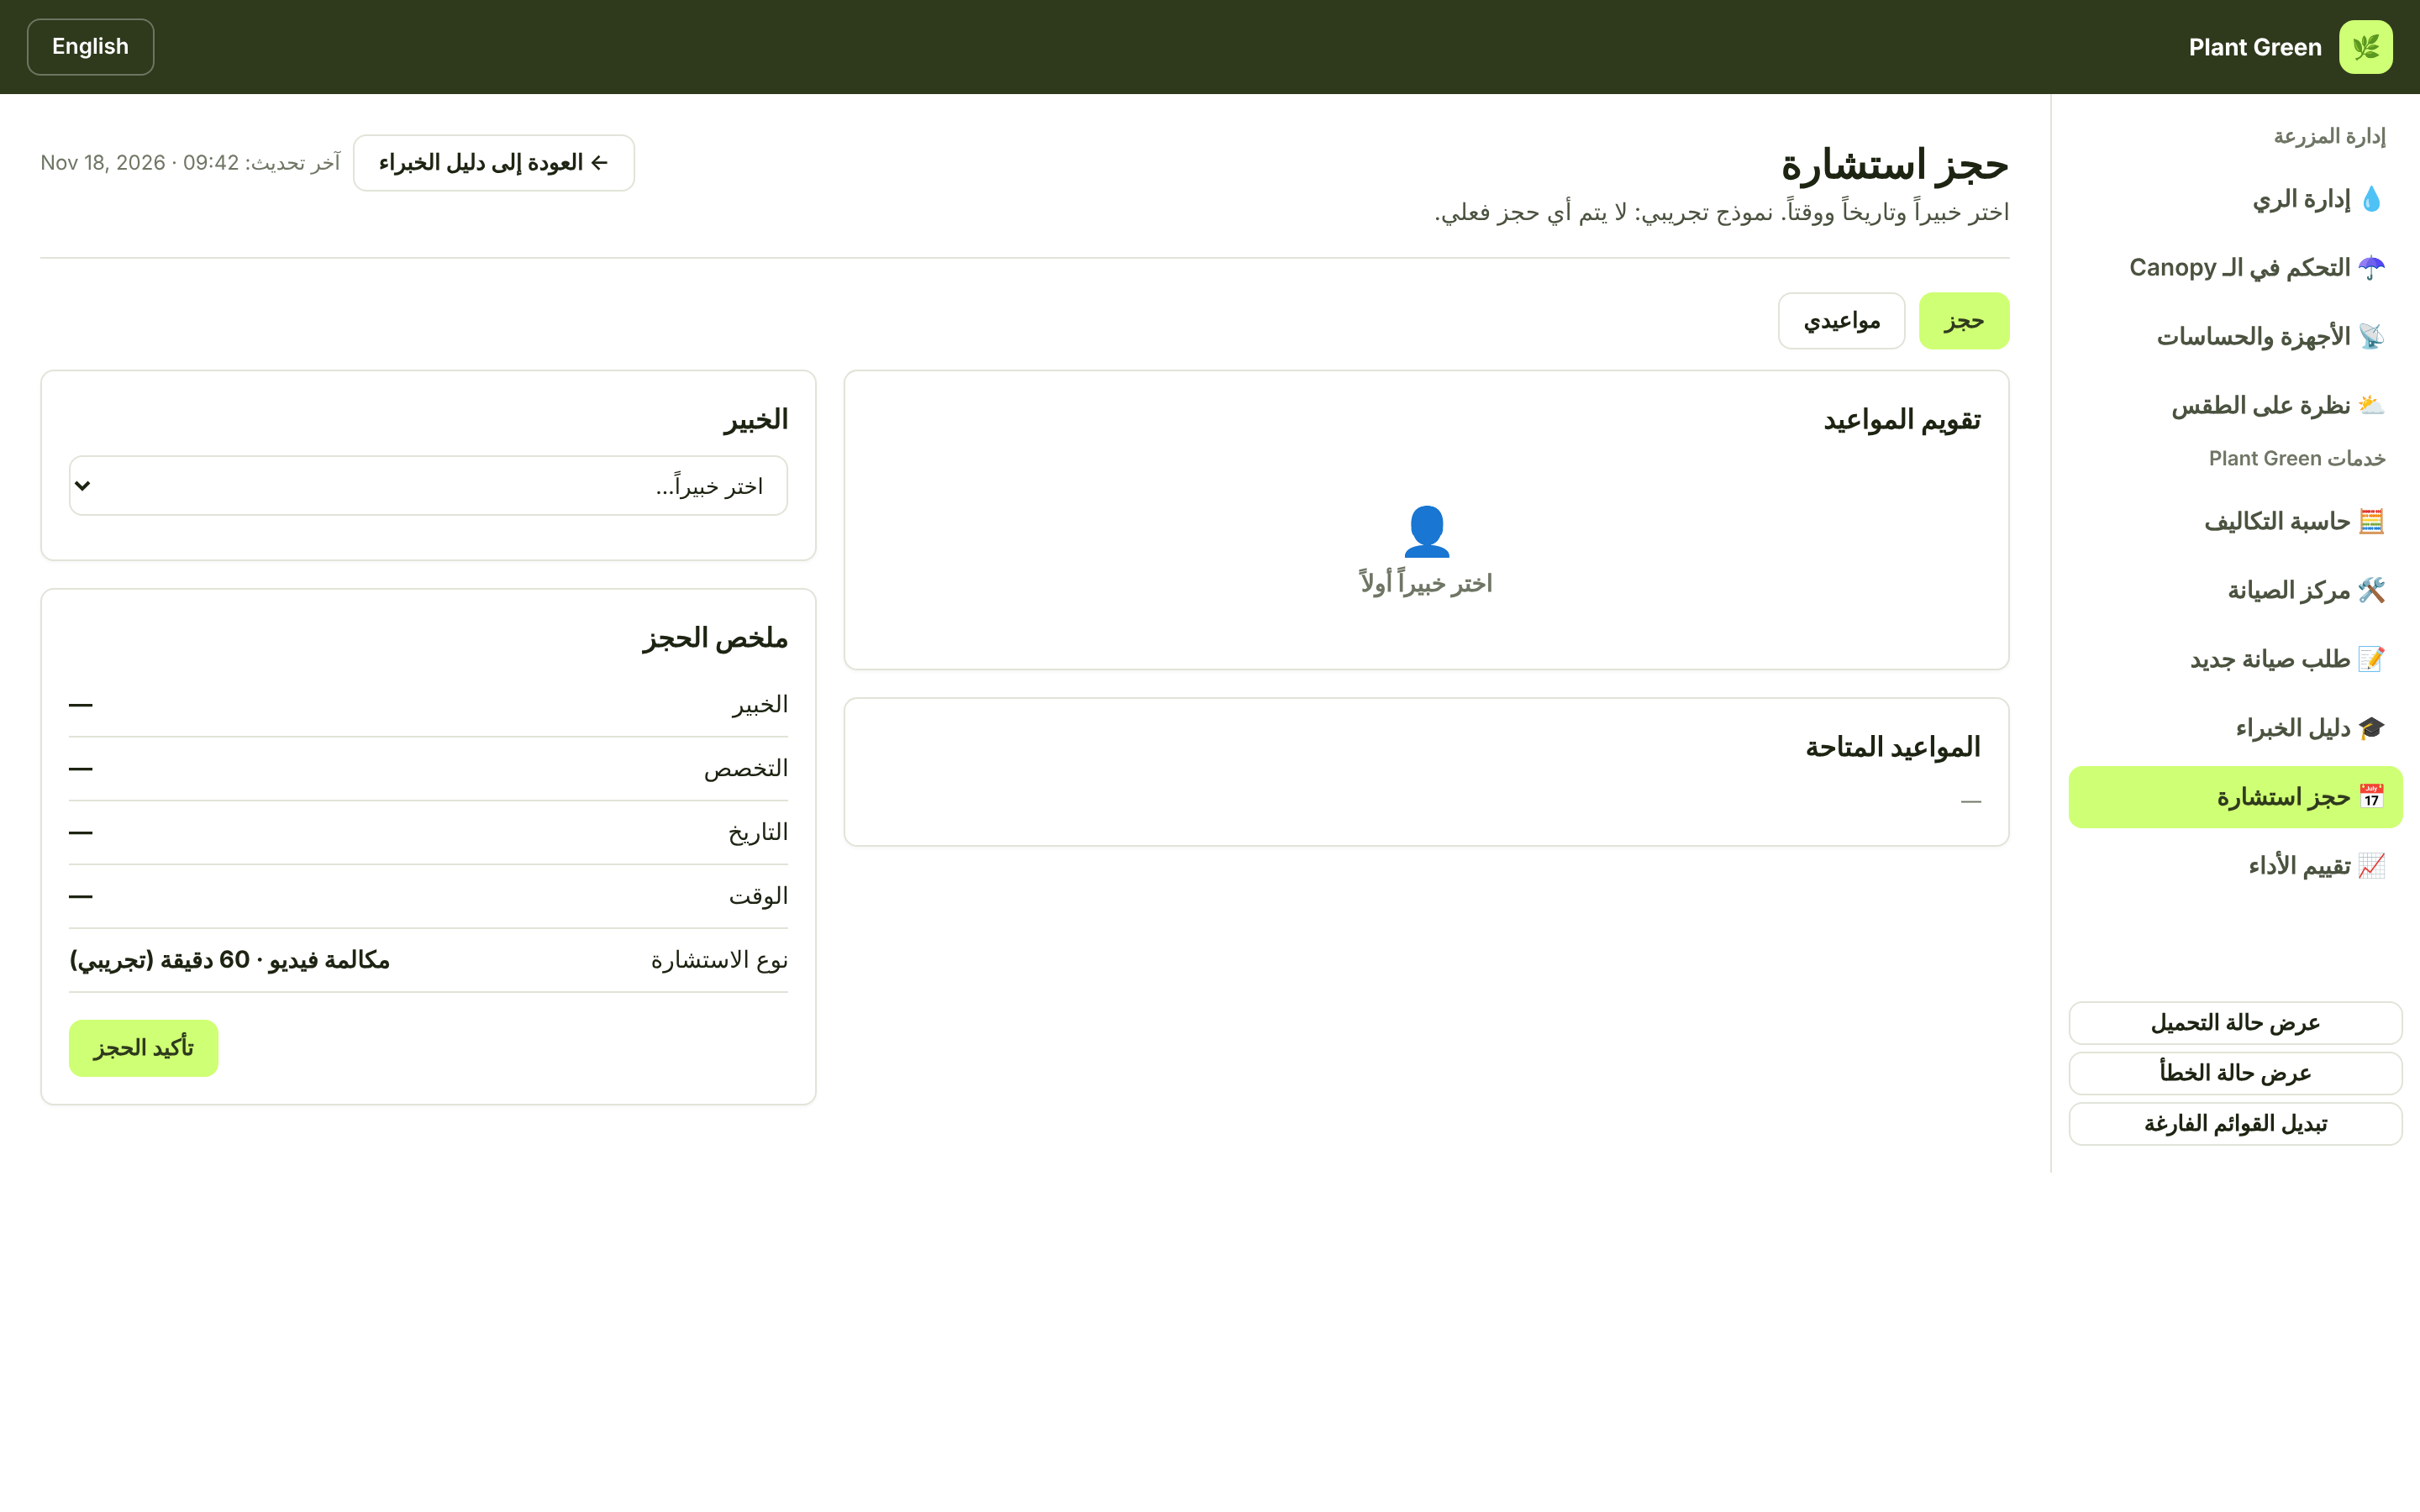 Plant Green
English
إدارة المزرعة
إدارة الري
التحكم في الـ Canopy
الأجهزة والحساسات
نظرة على الطقس
خدمات Plant Green
حاسبة التكاليف
مركز الصيانة
طلب صيانة جديد
دليل الخبراء
حجز استشارة
تقييم الأداء
عرض حالة التحميل
عرض حالة الخطأ
تبديل القوائم الفارغة
حجز استشارة
اختر خبيراً وتاريخاً ووقتاً. نموذج تجريبي: لا يتم أي حجز فعلي.
← العودة إلى دليل الخبراء
آخر تحديث: Nov 18, 2026 · 09:42
حجز
مواعيدي
تقويم المواعيد
اختر خبيراً أولاً
المواعيد المتاحة
—
الخبير
اختر خبيراً...
ملخص الحجز
الخبير —
التخصص —
التاريخ —
الوقت —
نوع الاستشارة مكالمة فيديو · 60 دقيقة (تجريبي)
تأكيد الحجز